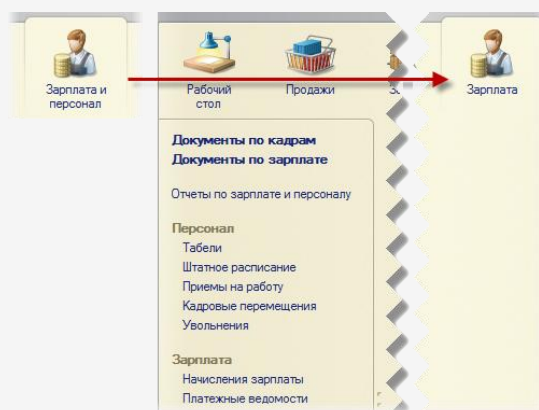 Зарплата и
персонал
Рабочий
стол
Продажи
Зарплата
Документы по кадрам
Документы по зарплате
Отчеты по зарплате и персоналу
Персонал
Табели
Штатное расписание
Приемы на работу
Кадровые перемещения
Увольнения
Зарплата
Начисления зарплаты
Платежные ведомости